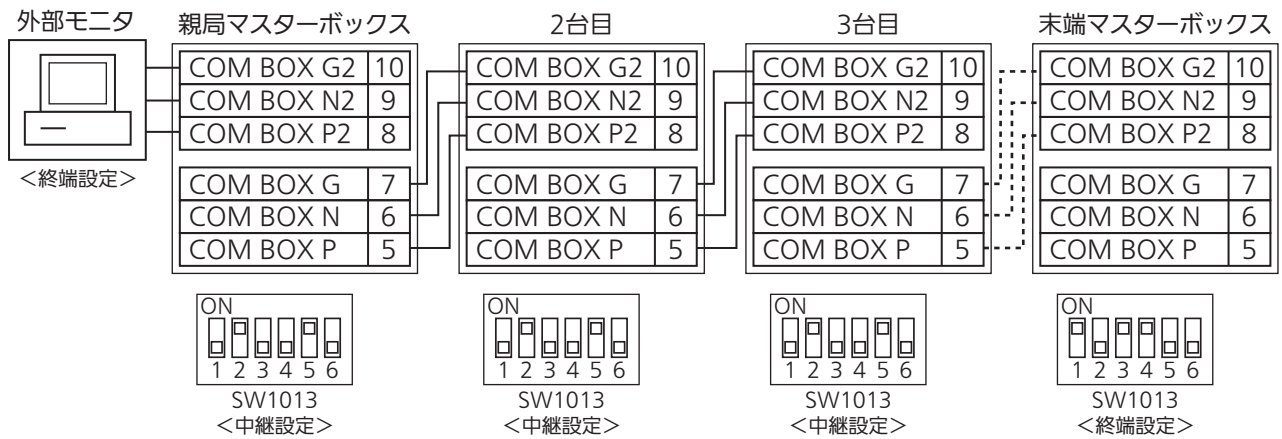 外部モニタ
<終端設定>
親局マスターボックス
COM BOX G2 10
COM BOX N2 9
COM BOX P2 8
COM BOX G 7
COM BOX N 6
COM BOX P 5
ON
1 2 3 4 5 6
SW1013
<中継設定>
2台目
COM BOX G2 10
COM BOX N2 9
COM BOX P2 8
COM BOX G 7
COM BOX N 6
COM BOX P 5
ON
1 2 3 4 5 6
SW1013
<中継設定>
3台目
COM BOX G2 10
COM BOX N2 9
COM BOX P2 8
COM BOX G 7
COM BOX N 6
COM BOX P 5
ON
1 2 3 4 5 6
SW1013
<中継設定>
末端マスターボックス
COM BOX G2 10
COM BOX N2 9
COM BOX P2 8
COM BOX G 7
COM BOX N 6
COM BOX P 5
ON
1 2 3 4 5 6
SW1013
<終端設定>